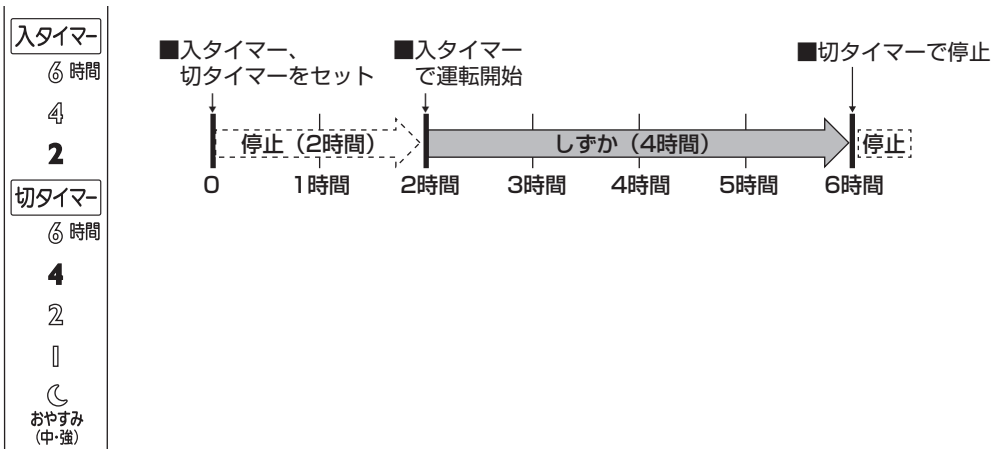 入タイマー
6 時間
4
2
切タイマー
6 時間
4
2
1
おやすみ
(中・強)
■入タイマー、
切タイマーをセット
■入タイマー
で運転開始
■切タイマーで停止
停止（2時間）
しずか（4時間）
停止
0
1時間
2時間
3時間
4時間
5時間
6時間